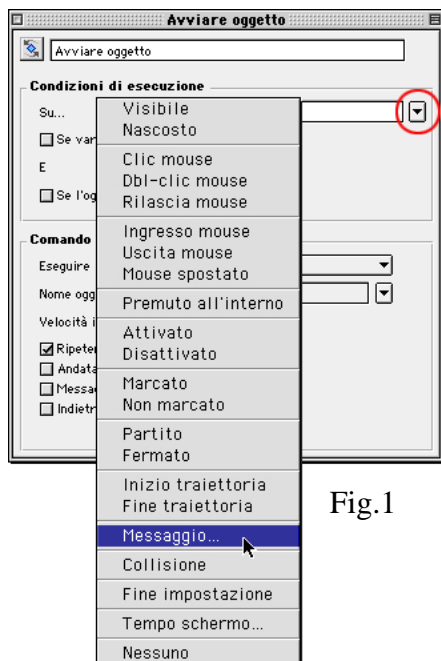 Avviare oggetto
Avviare oggetto
Condizioni di esecuzione
Su...
Se var
E
Se l'og
Comando
Eseguire
Nome ogg
Velocità i
Ripeter
Andata
Messa
Indietr
Visibile
Nascosto
Clic mouse
Dbl-clic mouse
Rilascia mouse
Ingresso mouse
Uscita mouse
Mouse spostato
Premuto all'interno
Attivato
Disattivato
Marcato
Non marcato
Partito
Fermato
Inizio traiettoria
Fine traiettoria
Messaggio...
Collisione
Fine impostazione
Tempo schermo...
Nessuno
Fig.1